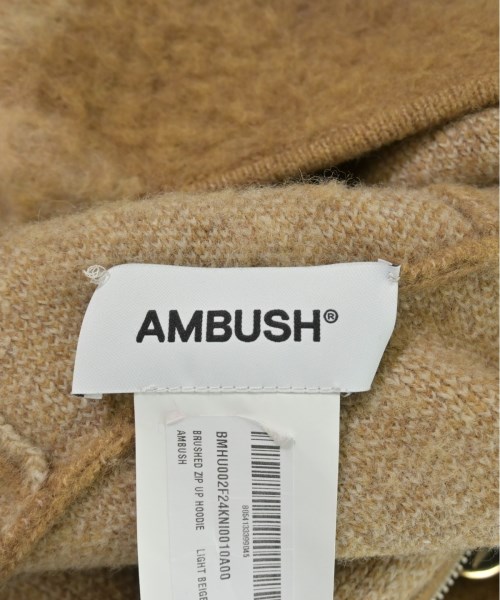 AMBUSH®
BMHU002F24KNI0010A00
BRUSHED ZIP UP HOODIE LIGHT BEIGE
AMBUSH